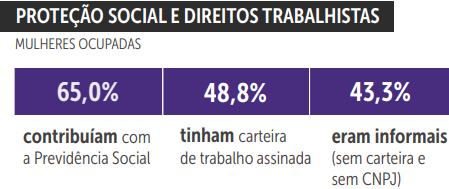 PROTEÇÃO SOCIAL E DIREITOS TRABALHISTAS
MULHERES OCUPADAS
65,0%
contribuíam com
a Previdência Social
48,8%
tinham carteira
de trabalho assinada
43,3%
eram informais
(sem carteira e
sem CNPJ)